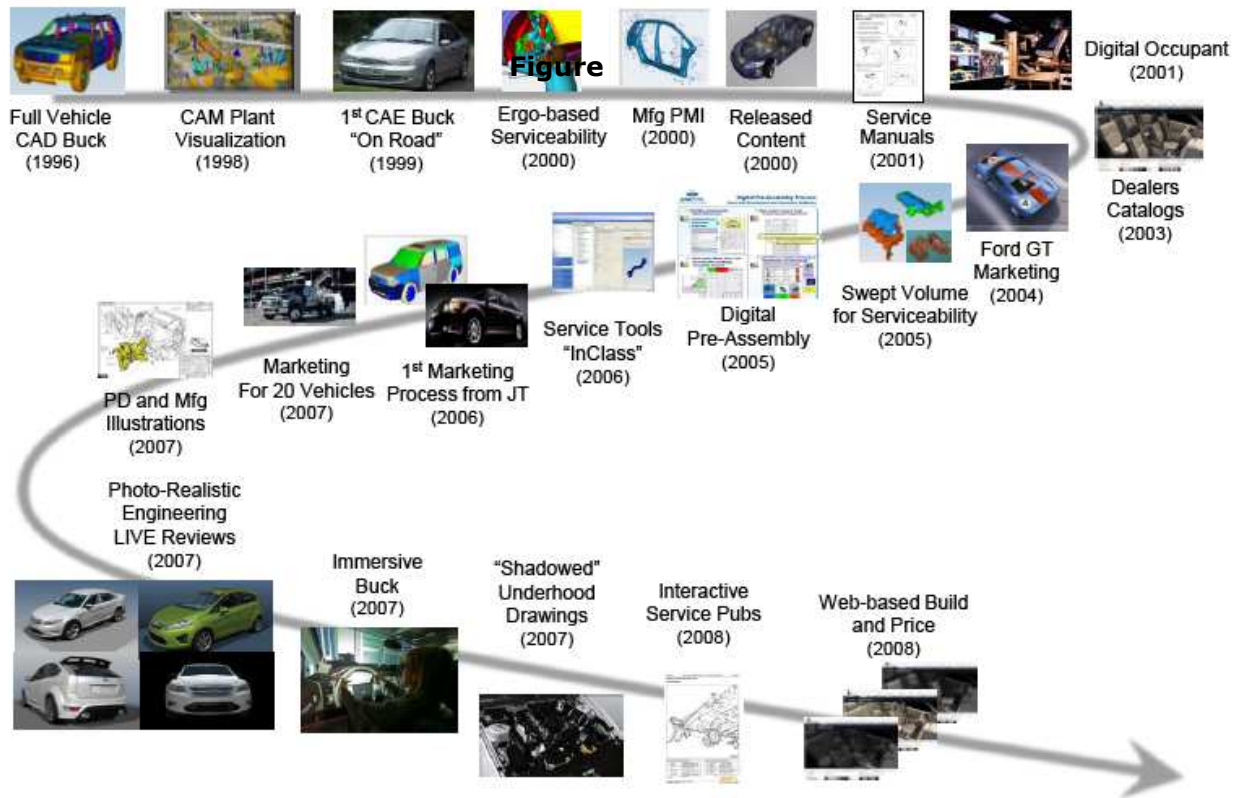 Figure
Full Vehicle
CAD Buck
(1996)
CAM Plant
Visualization
(1998)
1st CAE Buck
“On Road”
(1999)
Ergo-based
Serviceability
(2000)
Mfg PMI
(2000)
Released
Content
(2000)
Service
Manuals
(2001)
Digital Occupant
(2001)
Dealers
Catalogs
(2003)
Ford GT
Marketing
(2004)
Swept Volume
for Serviceability
(2005)
Digital Pre-Assembly Process
Digital
Pre-Assembly
(2005)
Service Tools
“InClass”
(2006)
1st Marketing
Process from JT
(2006)
Marketing
For 20 Vehicles
(2007)
PD and Mfg
Illustrations
(2007)
Photo-Realistic
Engineering
LIVE Reviews
(2007)
Immersive
Buck
(2007)
“Shadowed”
Underhood
Drawings
(2007)
Interactive
Service Pubs
(2008)
Web-based Build
and Price
(2008)